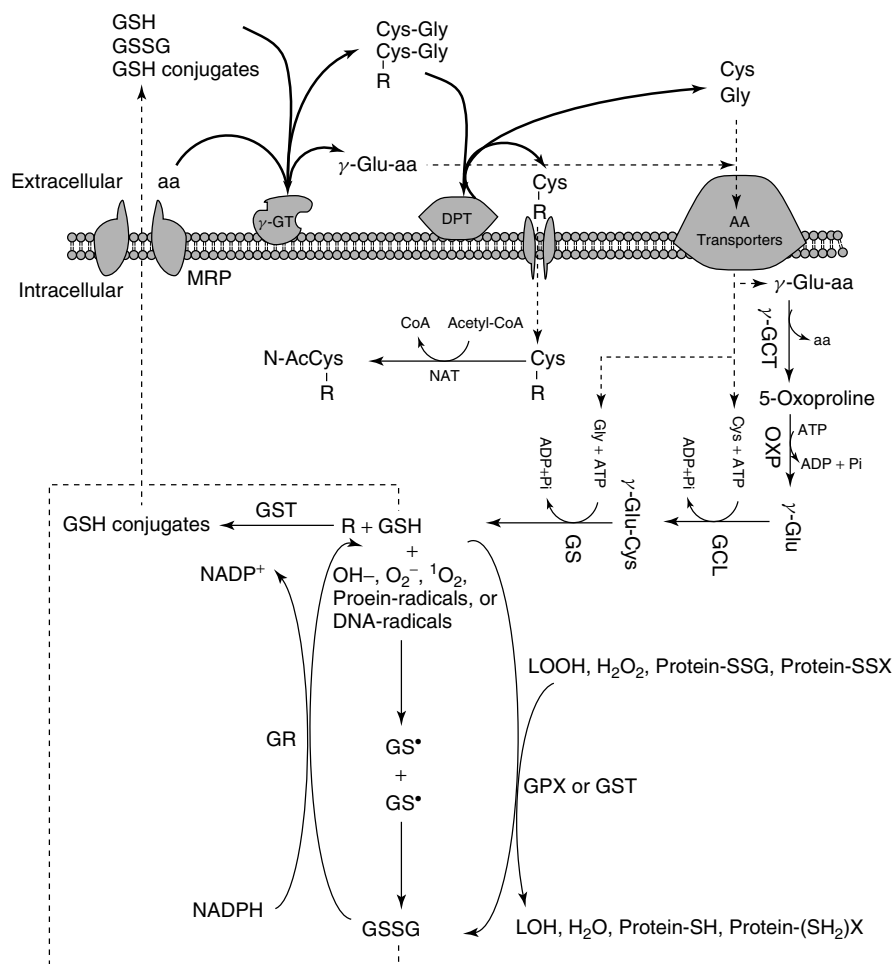 GSH
GSSG
GSH conjugates
Cys-Gly
Cys-Gly
R
Cys
Gly
Extracellular
aa
γ-Glu-aa
Cys
R
γ-GT
DPT
AA
Transporters
Intracellular
MRP
γ-Glu-aa
γ-GCT
aa
CoA
Acetyl-CoA
N-AcCys
R
NAT
Cys
R
5-Oxoproline
OXP
ATP
ADP + Pi
Gly + ATP
ADP+Pi
Cys + ATP
ADP+Pi
GSH conjugates
GST
R + GSH
GS
γ-Glu-Cys
GCL
γ-Glu
+
OH–, O₂⁻, ¹O₂,
Proein-radicals, or
DNA-radicals
NADP⁺
LOOH, H₂O₂, Protein-SSG, Protein-SSX
GR
GS•
+
GS•
GPX or GST
NADPH
GSSG
LOH, H₂O, Protein-SH, Protein-(SH₂)X